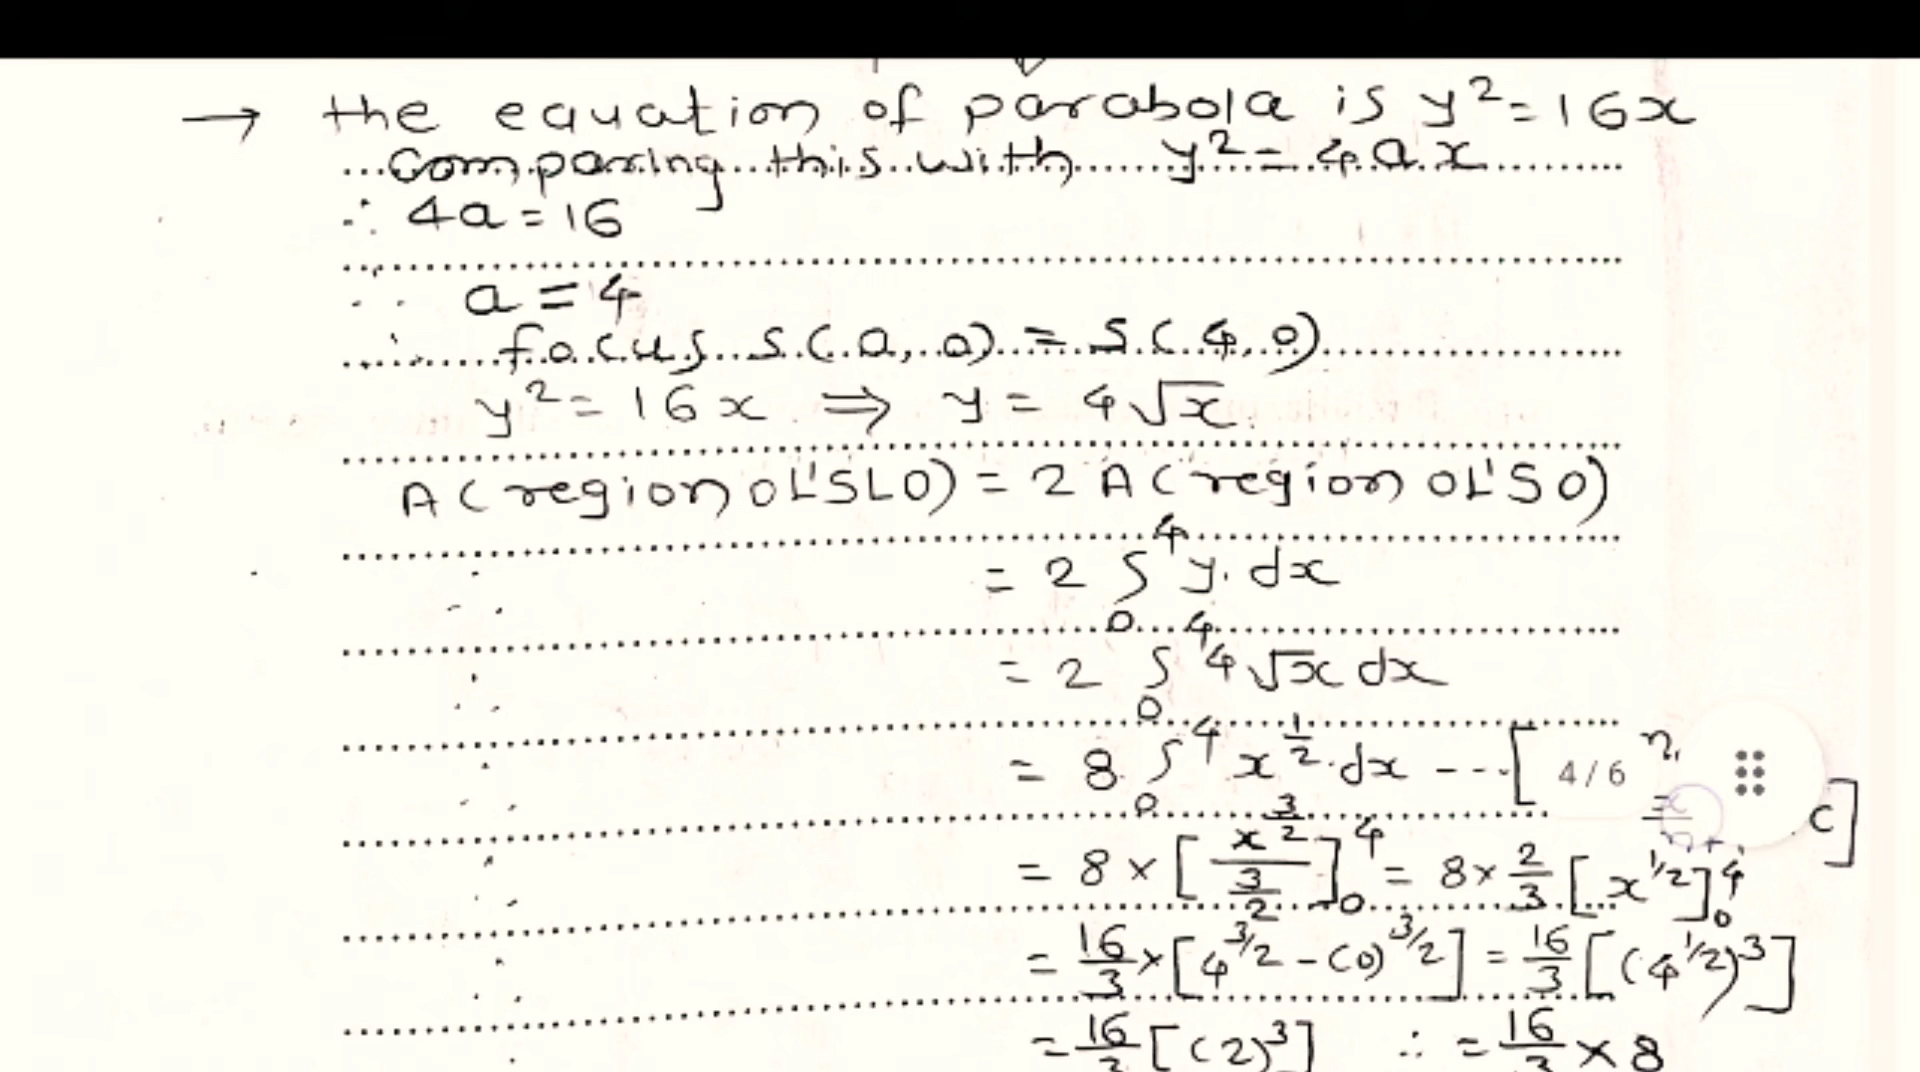 → the equation of parabola is y² = 16x
comparing this with y² = 4ax
∴ 4a = 16
∴ a = 4
∴ focus s(a, 0) = S(4, 0)
y² = 16x ⇒ y = 4√x
A(region OL'SLO) = 2 A(region OL'SO)
= 2 ∫₀⁴ y. dx
= 2 ∫₀⁴ 4√x dx
= 8 ∫₀⁴ x^(1/2) . dx --- [ 4/6 n
c]
= 8 × [x^(3/2) / (3/2)]₀⁴ = 8 × 2/3 [x^(1/2)]₀⁴
= 16/3 × [4^(3/2) - (0)^(3/2)] = 16/3 [(4^(1/2))³]
= 16/3 [(2)³] ∴ = 16/3 × 8